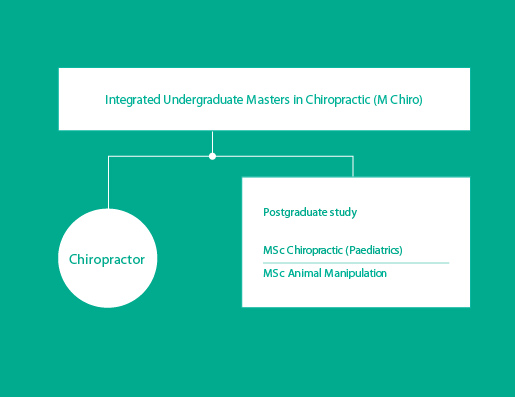 Integrated Undergraduate Masters in Chiropractic (M Chiro)
Chiropractor
Postgraduate study
MSc Chiropractic (Paediatrics)
MSc Animal Manipulation